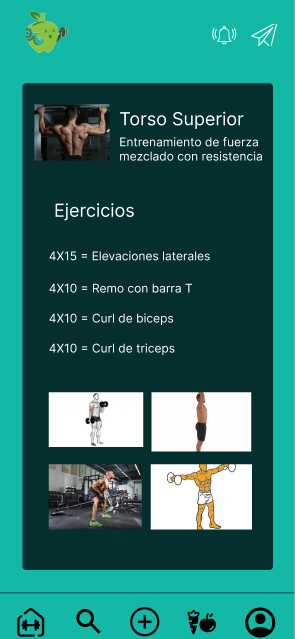 Torso Superior
Entrenamiento de fuerza
mezclado con resistencia
Ejercicios
4X15 = Elevaciones laterales
4X10 = Remo con barra T
4X10 = Curl de biceps
4X10 = Curl de triceps